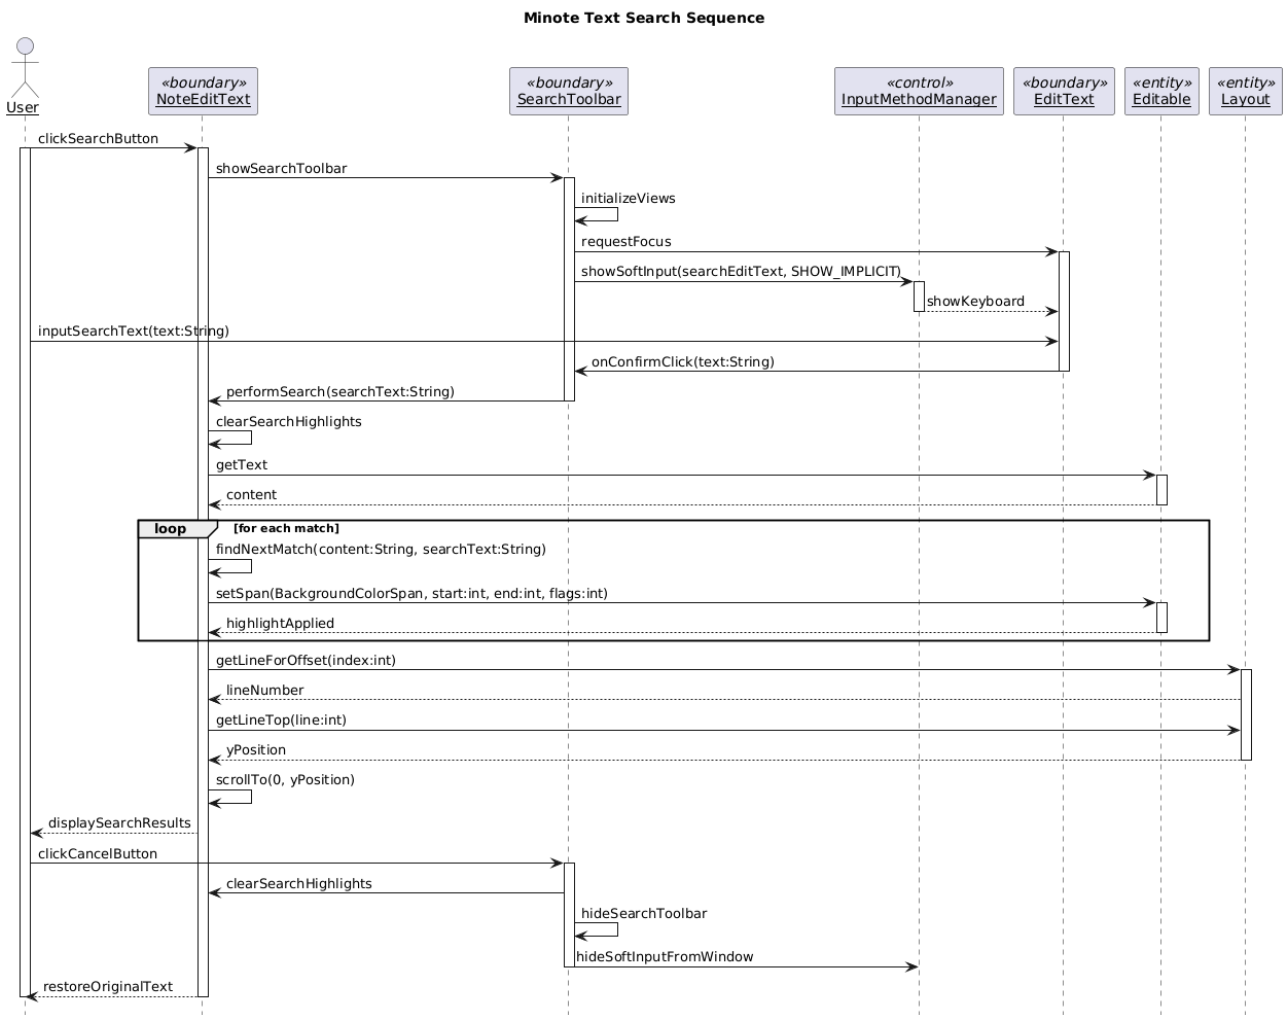 Minote Text Search Sequence
User
«boundary»
NoteEditText
«boundary»
SearchToolbar
«control»
InputMethodManager
«boundary»
EditText
«entity»
Editable
«entity»
Layout
clickSearchButton
showSearchToolbar
initializeViews
requestFocus
showSoftInput(searchEditText, SHOW_IMPLICIT)
showKeyboard
inputSearchText(text:String)
onConfirmClick(text:String)
performSearch(searchText:String)
clearSearchHighlights
getText
content
loop [for each match]
findNextMatch(content:String, searchText:String)
setSpan(BackgroundColorSpan, start:int, end:int, flags:int)
highlightApplied
getLineForOffset(index:int)
lineNumber
getLineTop(line:int)
yPosition
scrollTo(0, yPosition)
displaySearchResults
clickCancelButton
clearSearchHighlights
hideSearchToolbar
hideSoftInputFromWindow
restoreOriginalText